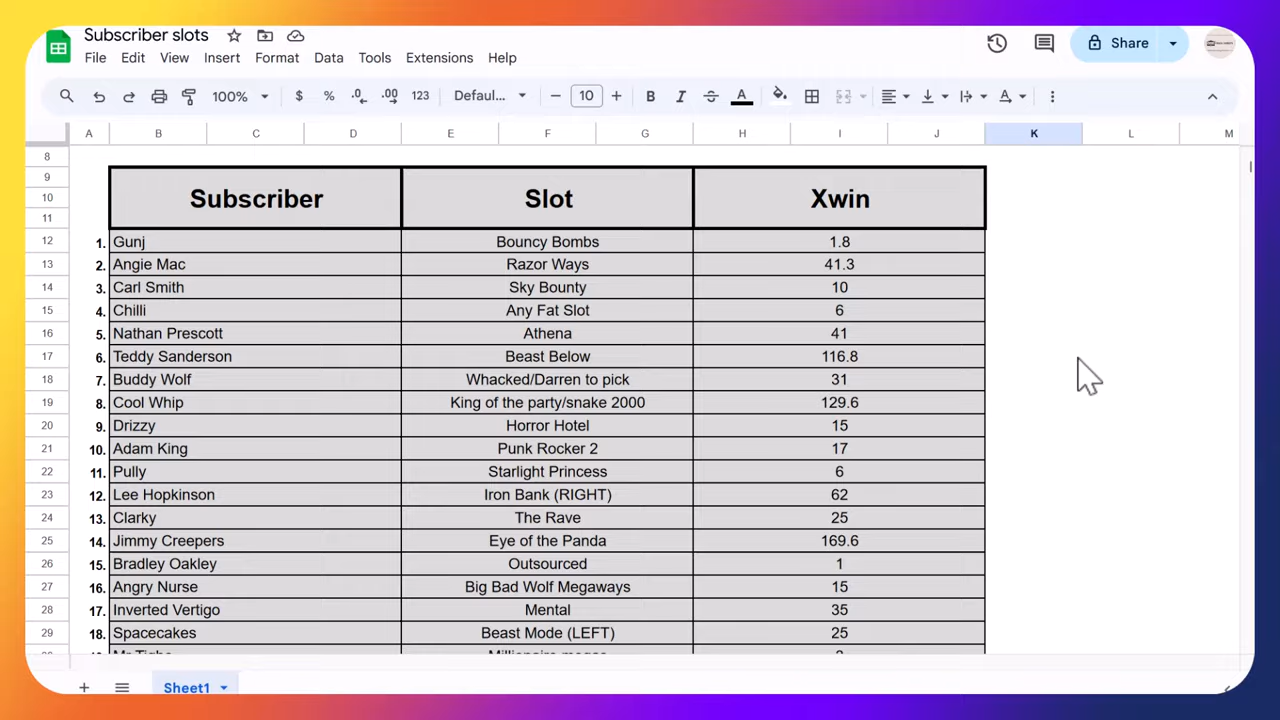 Subscriber slots
File Edit View Insert Format Data Tools Extensions Help
Share
100% $ % .0 .00 123 Defaul... − 10 + B I A
A B C D E F G H I J K L M
8
9
10 Subscriber Slot Xwin
11
12 1. Gunj Bouncy Bombs 1.8
13 2. Angie Mac Razor Ways 41.3
14 3. Carl Smith Sky Bounty 10
15 4. Chilli Any Fat Slot 6
16 5. Nathan Prescott Athena 41
17 6. Teddy Sanderson Beast Below 116.8
18 7. Buddy Wolf Whacked/Darren to pick 31
19 8. Cool Whip King of the party/snake 2000 129.6
20 9. Drizzy Horror Hotel 15
21 10. Adam King Punk Rocker 2 17
22 11. Pully Starlight Princess 6
23 12. Lee Hopkinson Iron Bank (RIGHT) 62
24 13. Clarky The Rave 25
25 14. Jimmy Creepers Eye of the Panda 169.6
26 15. Bradley Oakley Outsourced 1
27 16. Angry Nurse Big Bad Wolf Megaways 15
28 17. Inverted Vertigo Mental 35
29 18. Spacecakes Beast Mode (LEFT) 25
Sheet1